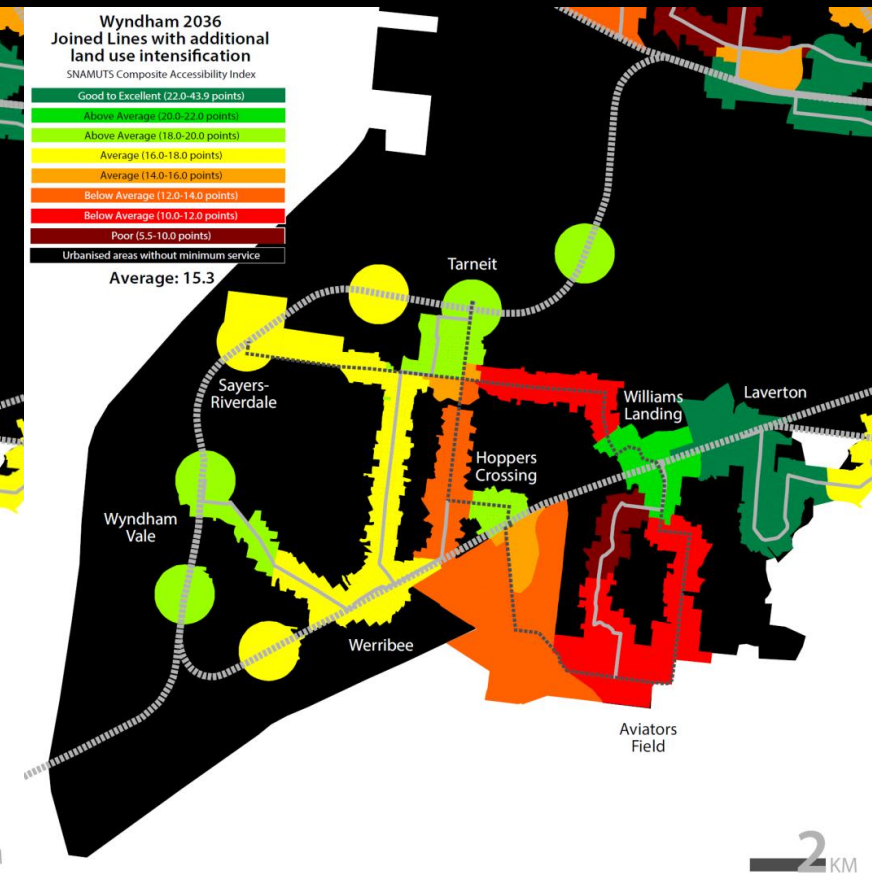 Wyndham 2036
Joined Lines with additional
land use intensification
SNAMUTS Composite Accessibility Index
Good to Excellent (22.0-43.9 points)
Above Average (20.0-22.0 points)
Above Average (18.0-20.0 points)
Average (16.0-18.0 points)
Average (14.0-16.0 points)
Below Average (12.0-14.0 points)
Below Average (10.0-12.0 points)
Poor (5.5-10.0 points)
Urbanised areas without minimum service
Average: 15.3
Tarneit
Sayers-
Riverdale
Williams
Landing
Laverton
Hoppers
Crossing
Wyndham
Vale
Werribee
Aviators
Field
2 KM